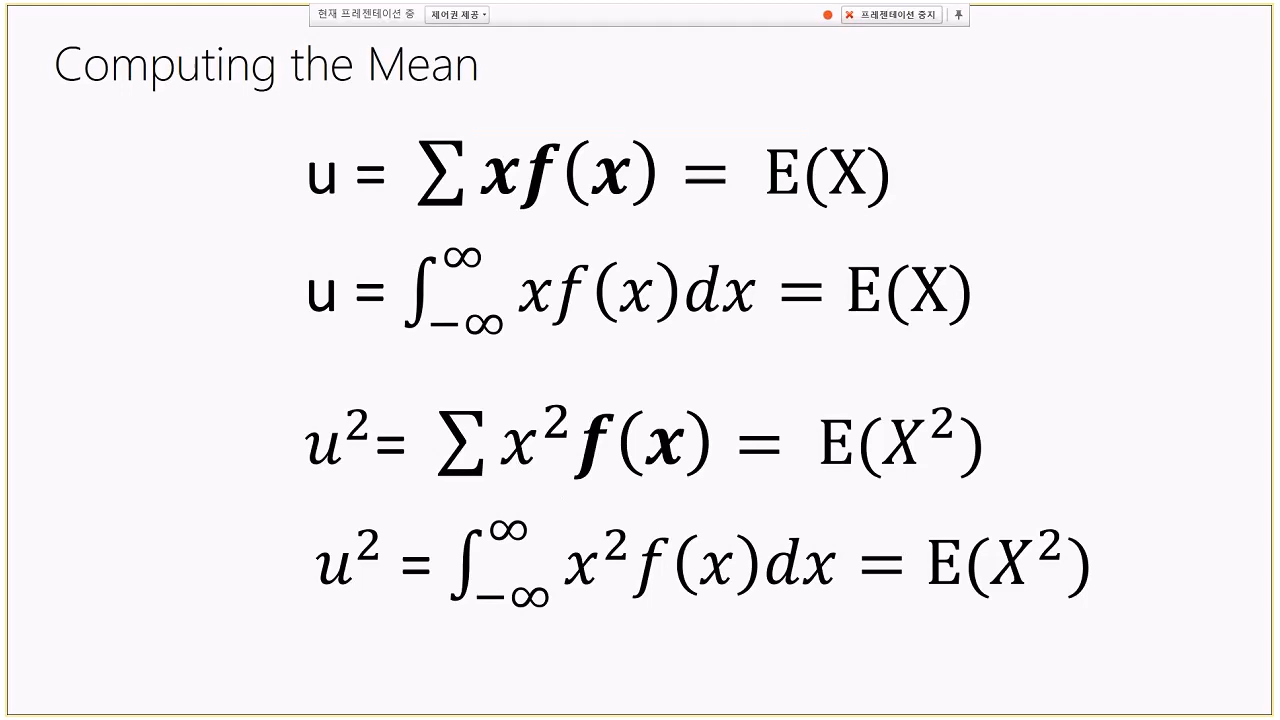 현재 프레젠테이션 중 제어권 제공 프레젠테이션 중지
Computing the Mean
u = ∑ xf(x) = E(X)
u = ∫_{-∞}^{∞} xf(x)dx = E(X)
u²= ∑ x²f(x) = E(X²)
u² = ∫_{-∞}^{∞} x²f(x)dx = E(X²)